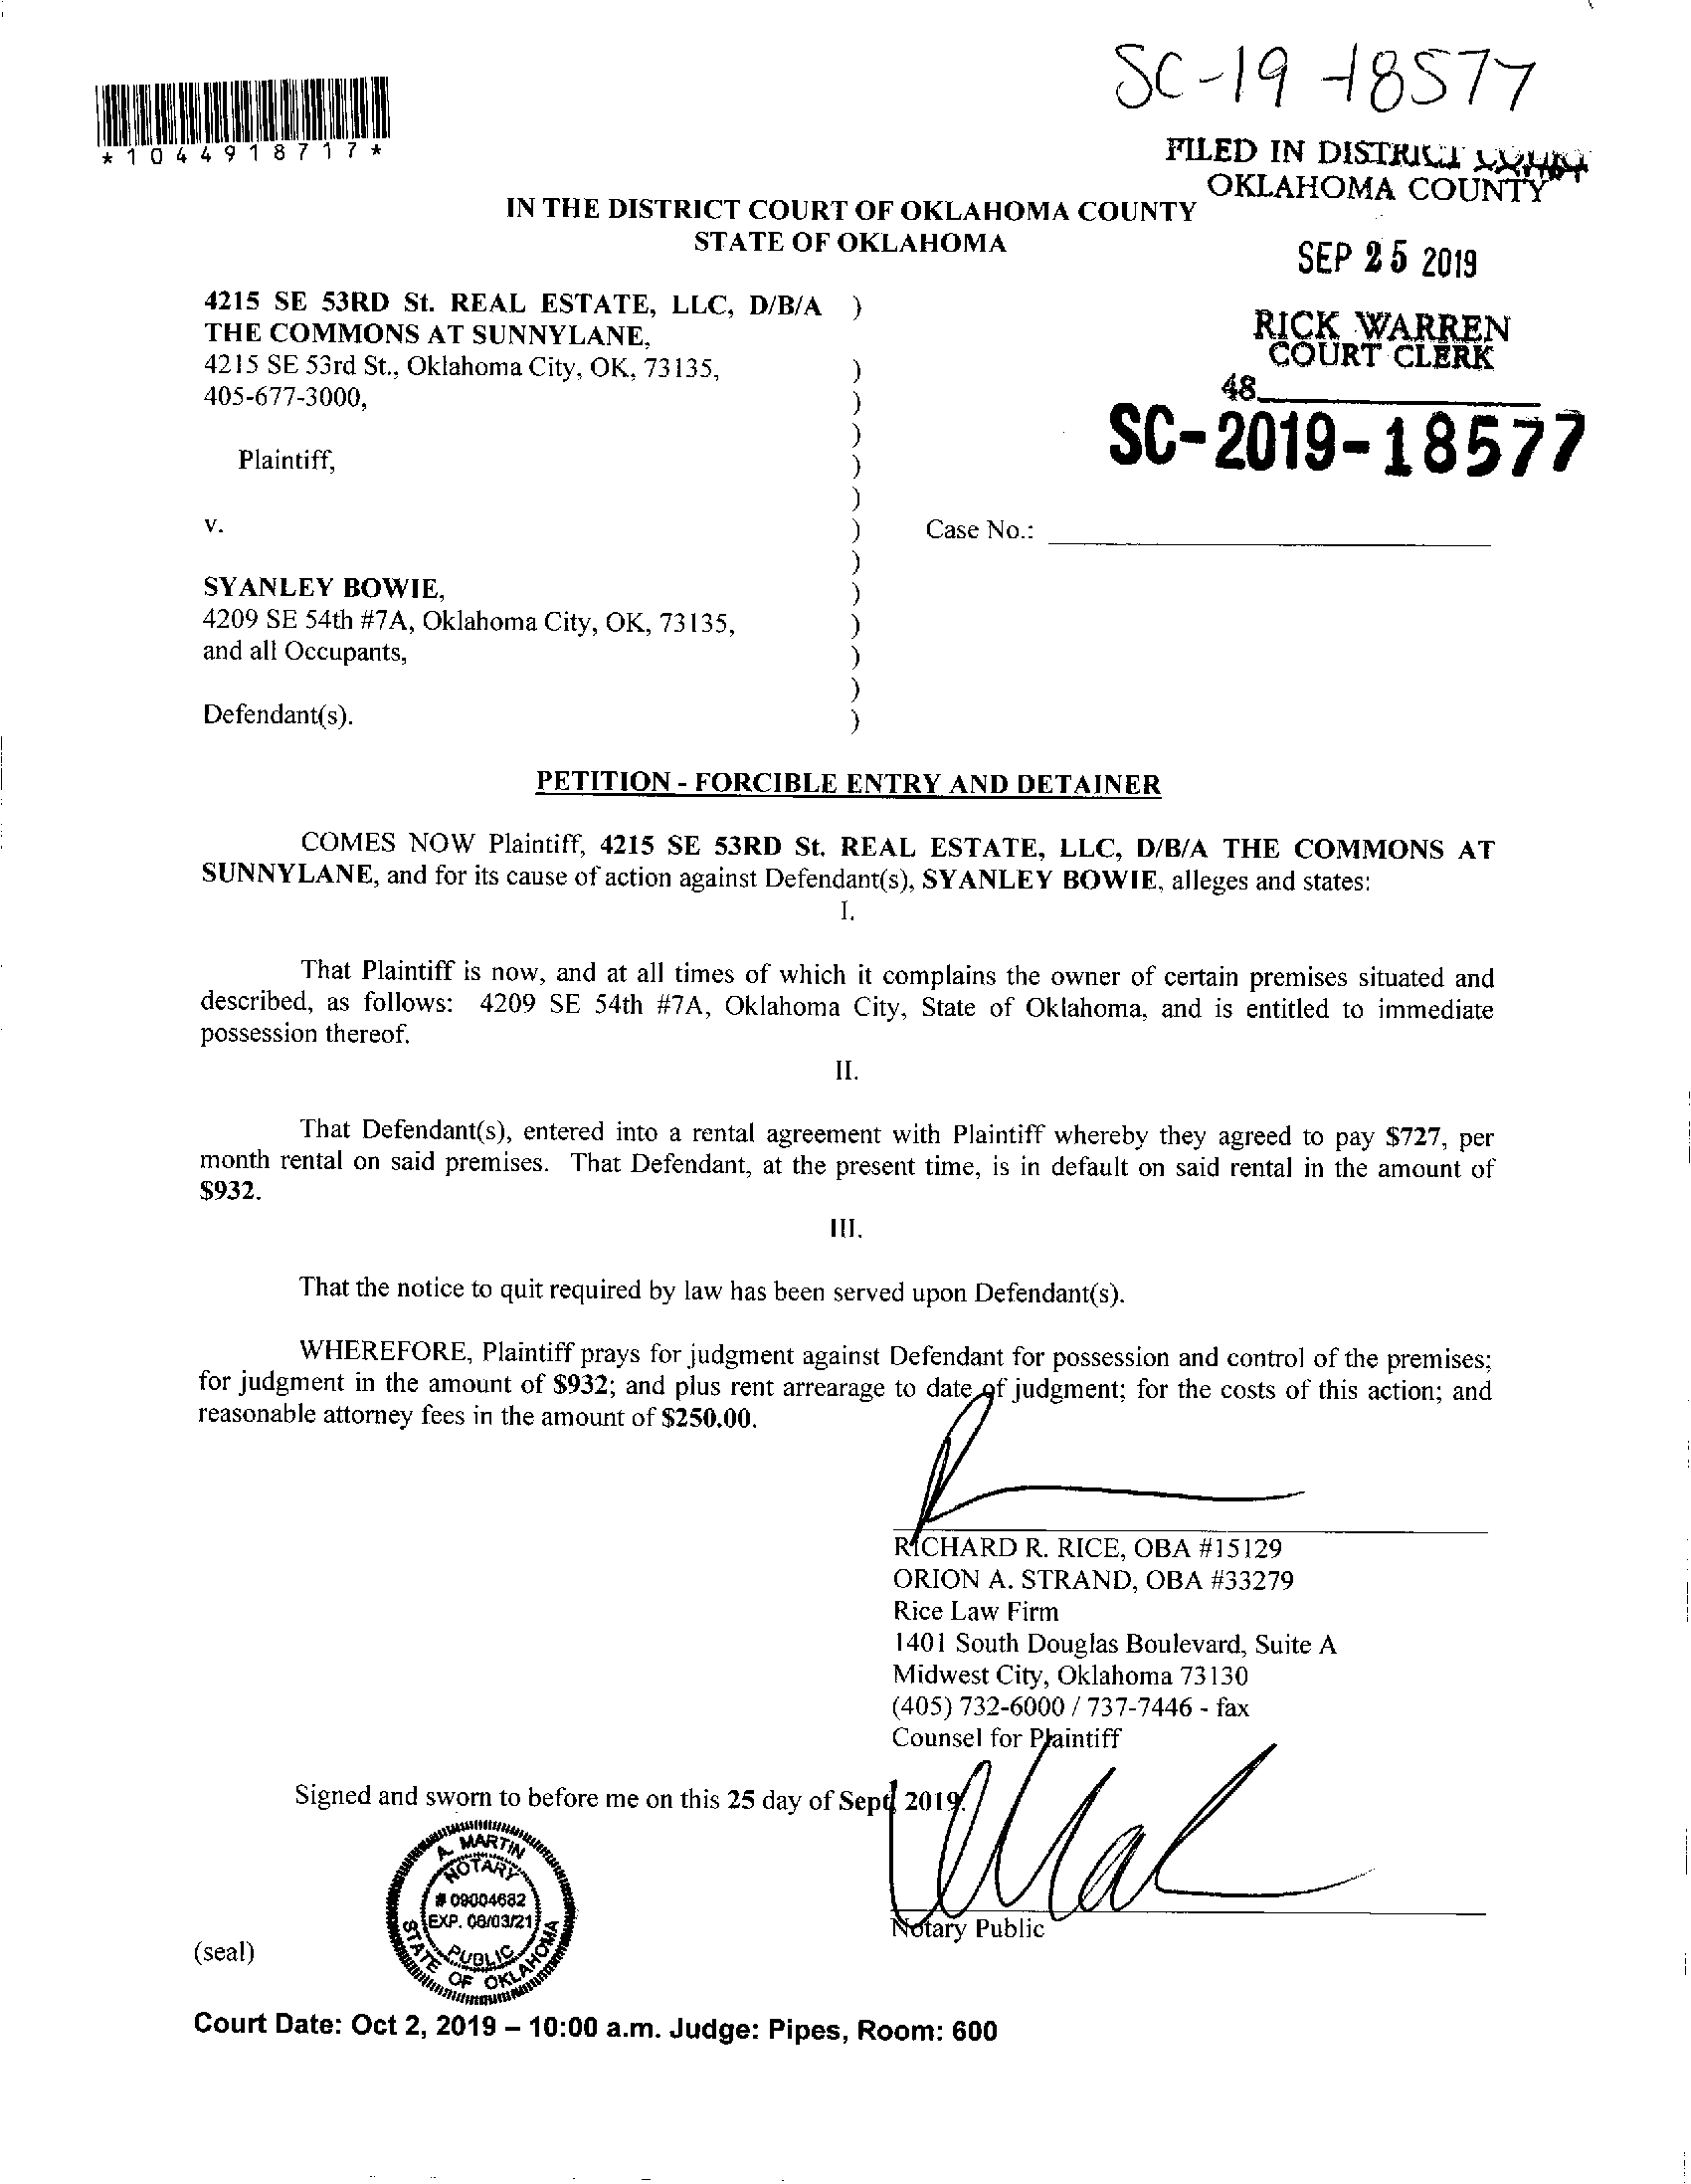 SC-19-18577
*1044918717*
FILED IN DISTRICT COURT
OKLAHOMA COUNTY
IN THE DISTRICT COURT OF OKLAHOMA COUNTY
STATE OF OKLAHOMA
SEP 25 2019
RICK WARREN
COURT CLERK
48
SC-2019-18577
4215 SE 53RD St. REAL ESTATE, LLC, D/B/A )
THE COMMONS AT SUNNYLANE,
4215 SE 53rd St., Oklahoma City, OK, 73135, )
405-677-3000, )
)
Plaintiff, )
)
v. ) Case No.:
)
SYANLEY BOWIE, )
4209 SE 54th #7A, Oklahoma City, OK, 73135, )
and all Occupants, )
)
Defendant(s). )
PETITION - FORCIBLE ENTRY AND DETAINER
COMES NOW Plaintiff, 4215 SE 53RD St. REAL ESTATE, LLC, D/B/A THE COMMONS AT
SUNNYLANE, and for its cause of action against Defendant(s), SYANLEY BOWIE, alleges and states:
I.
That Plaintiff is now, and at all times of which it complains the owner of certain premises situated and
described, as follows: 4209 SE 54th #7A, Oklahoma City, State of Oklahoma, and is entitled to immediate
possession thereof.
II.
That Defendant(s), entered into a rental agreement with Plaintiff whereby they agreed to pay $727, per
month rental on said premises. That Defendant, at the present time, is in default on said rental in the amount of
$932.
III.
That the notice to quit required by law has been served upon Defendant(s).
WHEREFORE, Plaintiff prays for judgment against Defendant for possession and control of the premises;
for judgment in the amount of $932; and plus rent arrearage to date of judgment; for the costs of this action; and
reasonable attorney fees in the amount of $250.00.
RICHARD R. RICE, OBA #15129
ORION A. STRAND, OBA #33279
Rice Law Firm
1401 South Douglas Boulevard, Suite A
Midwest City, Oklahoma 73130
(405) 732-6000 / 737-7446 - fax
Counsel for Plaintiff
Signed and sworn to before me on this 25 day of Sept 2019.
A. MARTIN
NOTARY
# 09004682
EXP. 08/03/21
PUBLIC
STATE OF OKLAHOMA
Notary Public
(seal)
Court Date: Oct 2, 2019 – 10:00 a.m. Judge: Pipes, Room: 600